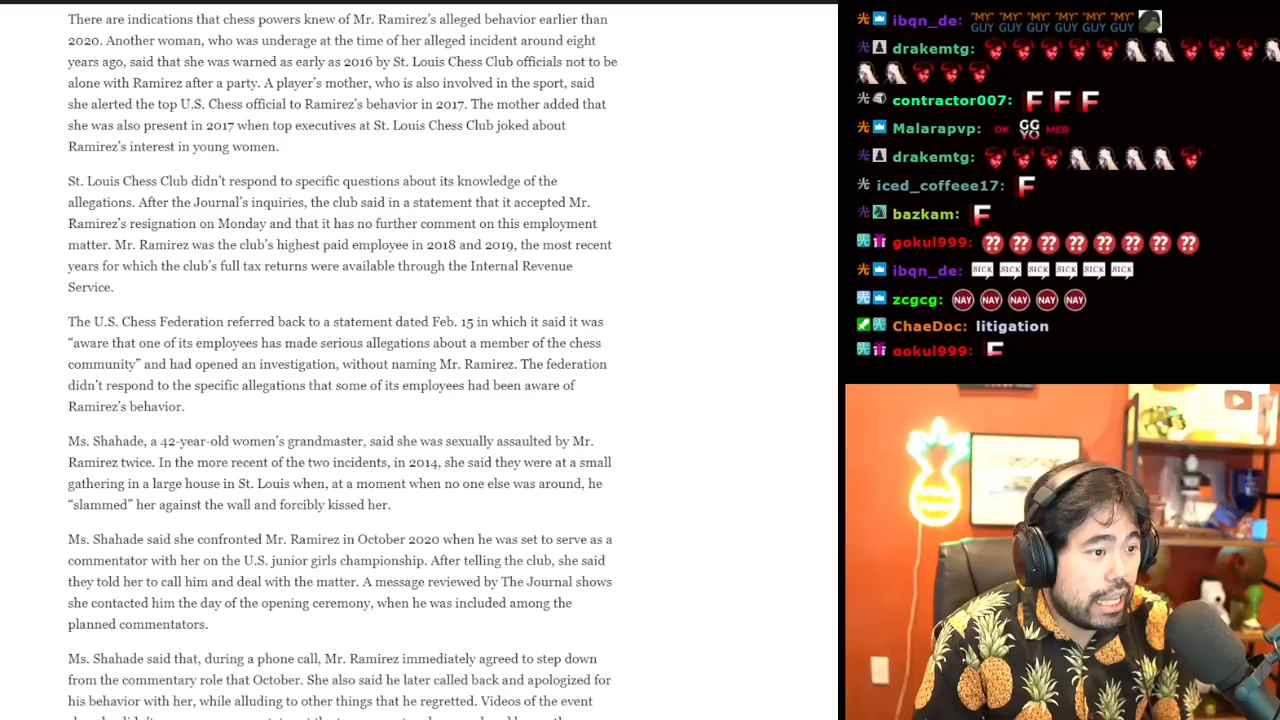 There are indications that chess powers knew of Mr. Ramirez’s alleged behavior earlier than
2020. Another woman, who was underage at the time of her alleged incident around eight
years ago, said that she was warned as early as 2016 by St. Louis Chess Club officials not to be
alone with Ramirez after a party. A player’s mother, who is also involved in the sport, said
she alerted the top U.S. Chess official to Ramirez’s behavior in 2017. The mother added that
she was also present in 2017 when top executives at St. Louis Chess Club joked about
Ramirez’s interest in young women.
St. Louis Chess Club didn’t respond to specific questions about its knowledge of the
allegations. After the Journal’s inquiries, the club said in a statement that it accepted Mr.
Ramirez’s resignation on Monday and that it has no further comment on this employment
matter. Mr. Ramirez was the club’s highest paid employee in 2018 and 2019, the most recent
years for which the club’s full tax returns were available through the Internal Revenue
Service.
The U.S. Chess Federation referred back to a statement dated Feb. 15 in which it said it was
“aware that one of its employees has made serious allegations about a member of the chess
community” and had opened an investigation, without naming Mr. Ramirez. The federation
didn’t respond to the specific allegations that some of its employees had been aware of
Ramirez’s behavior.
Ms. Shahade, a 42-year-old women’s grandmaster, said she was sexually assaulted by Mr.
Ramirez twice. In the more recent of the two incidents, in 2014, she said they were at a small
gathering in a large house in St. Louis when, at a moment when no one else was around, he
“slammed” her against the wall and forcibly kissed her.
Ms. Shahade said she confronted Mr. Ramirez in October 2020 when he was set to serve as a
commentator with her on the U.S. junior girls championship. After telling the club, she said
they told her to call him and deal with the matter. A message reviewed by The Journal shows
she contacted him the day of the opening ceremony, when he was included among the
planned commentators.
Ms. Shahade said that, during a phone call, Mr. Ramirez immediately agreed to step down
from the commentary role that October. She also said he later called back and apologized for
his behavior with her, while alluding to other things that he regretted. Videos of the event
ibqn_de: "MY" GUY "MY" GUY "MY" GUY "MY" GUY "MY" GUY "MY" GUY
drakemtg:
contractor007: F F F
Malarapvp: OK GG YO MER
drakemtg:
iced_coffeee17: F
bazkam: F
gokul999: ?? ?? ?? ?? ?? ?? ?? ??
ibqn_de: SICK SICK SICK SICK SICK SICK
zcgcg: NAY NAY NAY NAY NAY
ChaeDoc: litigation
gokul999: F